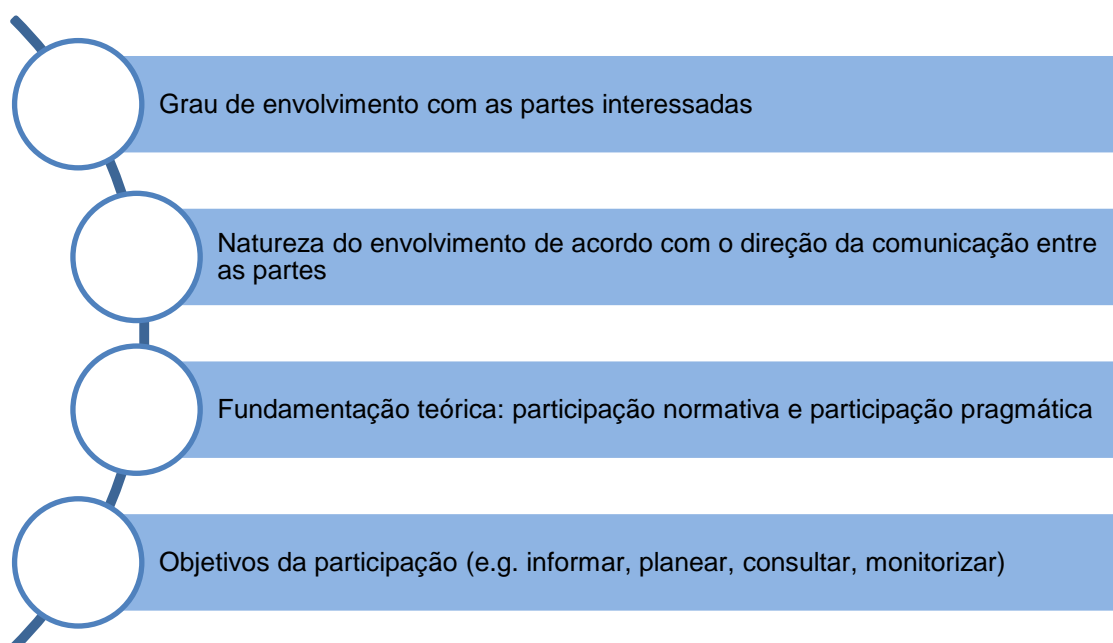 Grau de envolvimento com as partes interessadas
Natureza do envolvimento de acordo com o direção da comunicação entre
as partes
Fundamentação teórica: participação normativa e participação pragmática
Objetivos da participação (e.g. informar, planear, consultar, monitorizar)